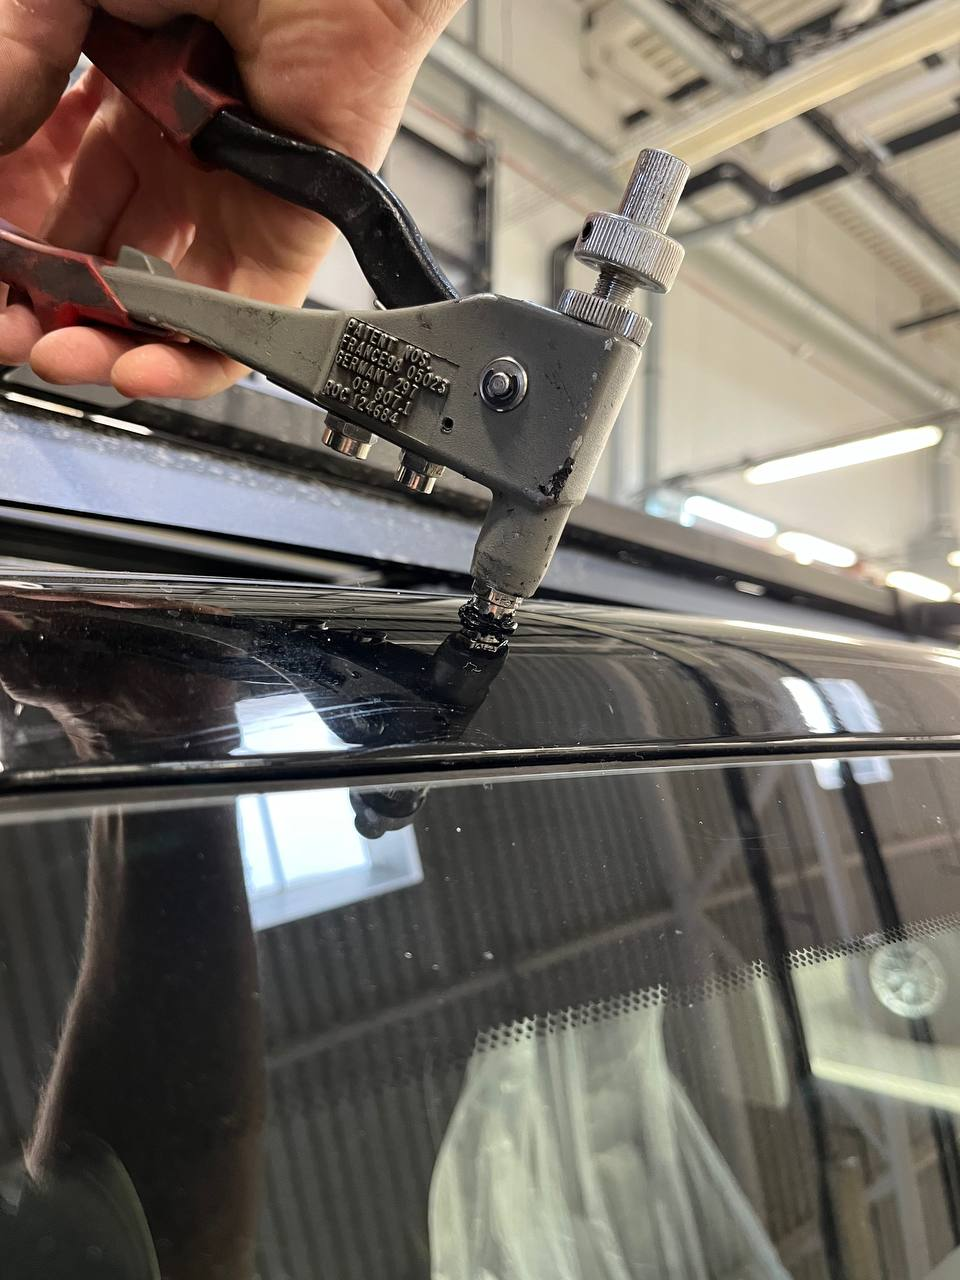 PATENT NOS.
FRANCE98 05023
GERMANY 297
09 807.1
ROC 124684